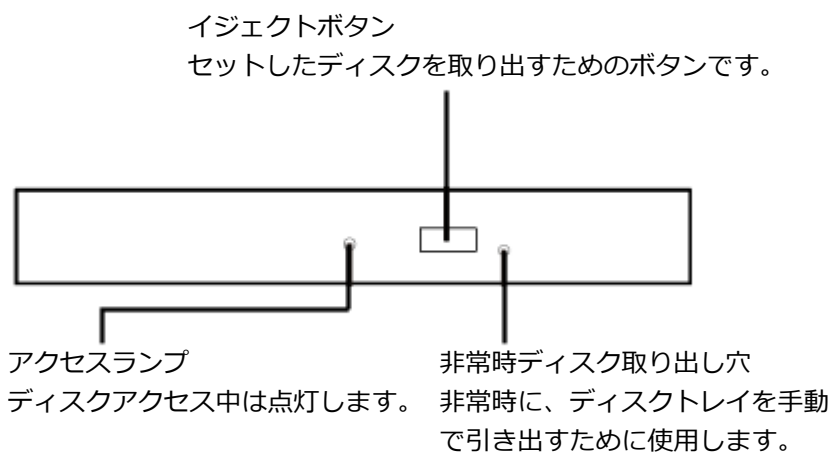 イジェクトボタン
セットしたディスクを取り出すためのボタンです。
アクセスランプ
ディスクアクセス中は点灯します。
非常時ディスク取り出し穴
非常時に、ディスクトレイを手動
で引き出すために使用します。